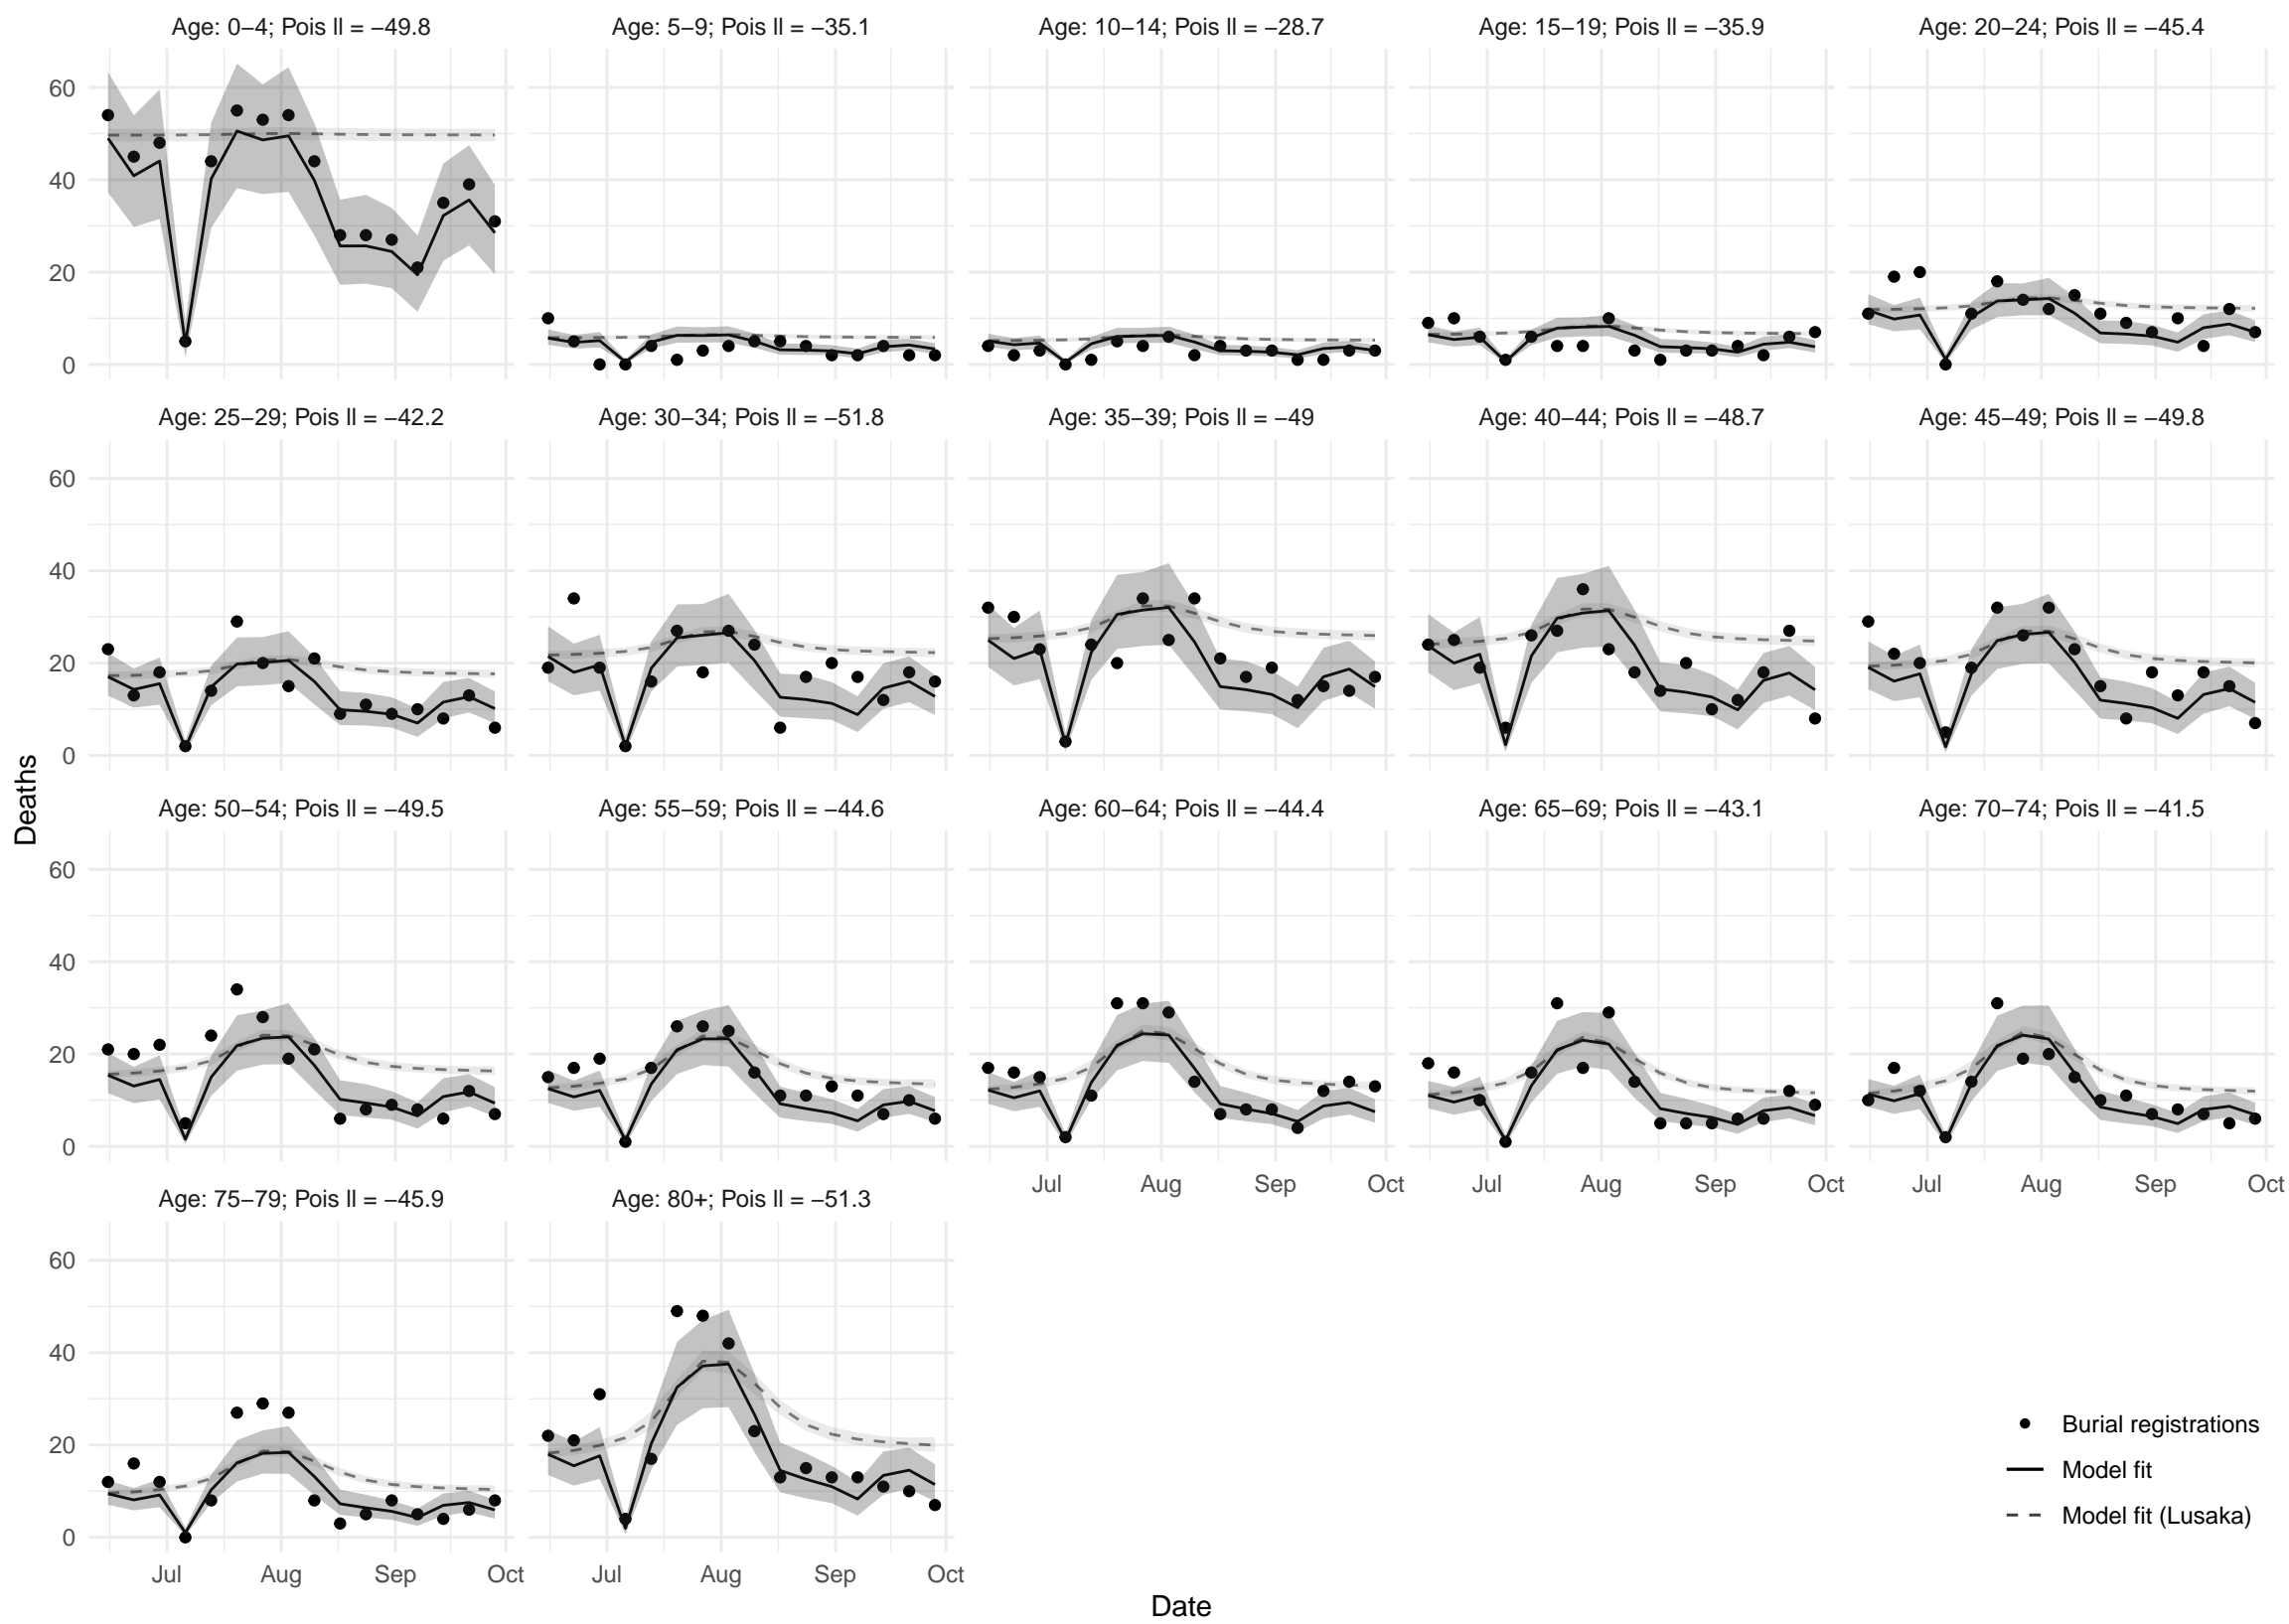 Age: 0−4; Pois ll = −49.8
Age: 5−9; Pois ll = −35.1
Age: 10−14; Pois ll = −28.7
Age: 15−19; Pois ll = −35.9
Age: 20−24; Pois ll = −45.4
60
40
20
0
Age: 25−29; Pois ll = −42.2
Age: 30−34; Pois ll = −51.8
Age: 35−39; Pois ll = −49
Age: 40−44; Pois ll = −48.7
Age: 45−49; Pois ll = −49.8
60
40
20
0
Deaths
Age: 50−54; Pois ll = −49.5
Age: 55−59; Pois ll = −44.6
Age: 60−64; Pois ll = −44.4
Age: 65−69; Pois ll = −43.1
Age: 70−74; Pois ll = −41.5
60
40
20
0
Jul Aug Sep Oct
Jul Aug Sep Oct
Jul Aug Sep Oct
Age: 75−79; Pois ll = −45.9
Age: 80+; Pois ll = −51.3
60
40
20
0
Jul Aug Sep Oct
Jul Aug Sep Oct
Burial registrations
Model fit
Model fit (Lusaka)
Date